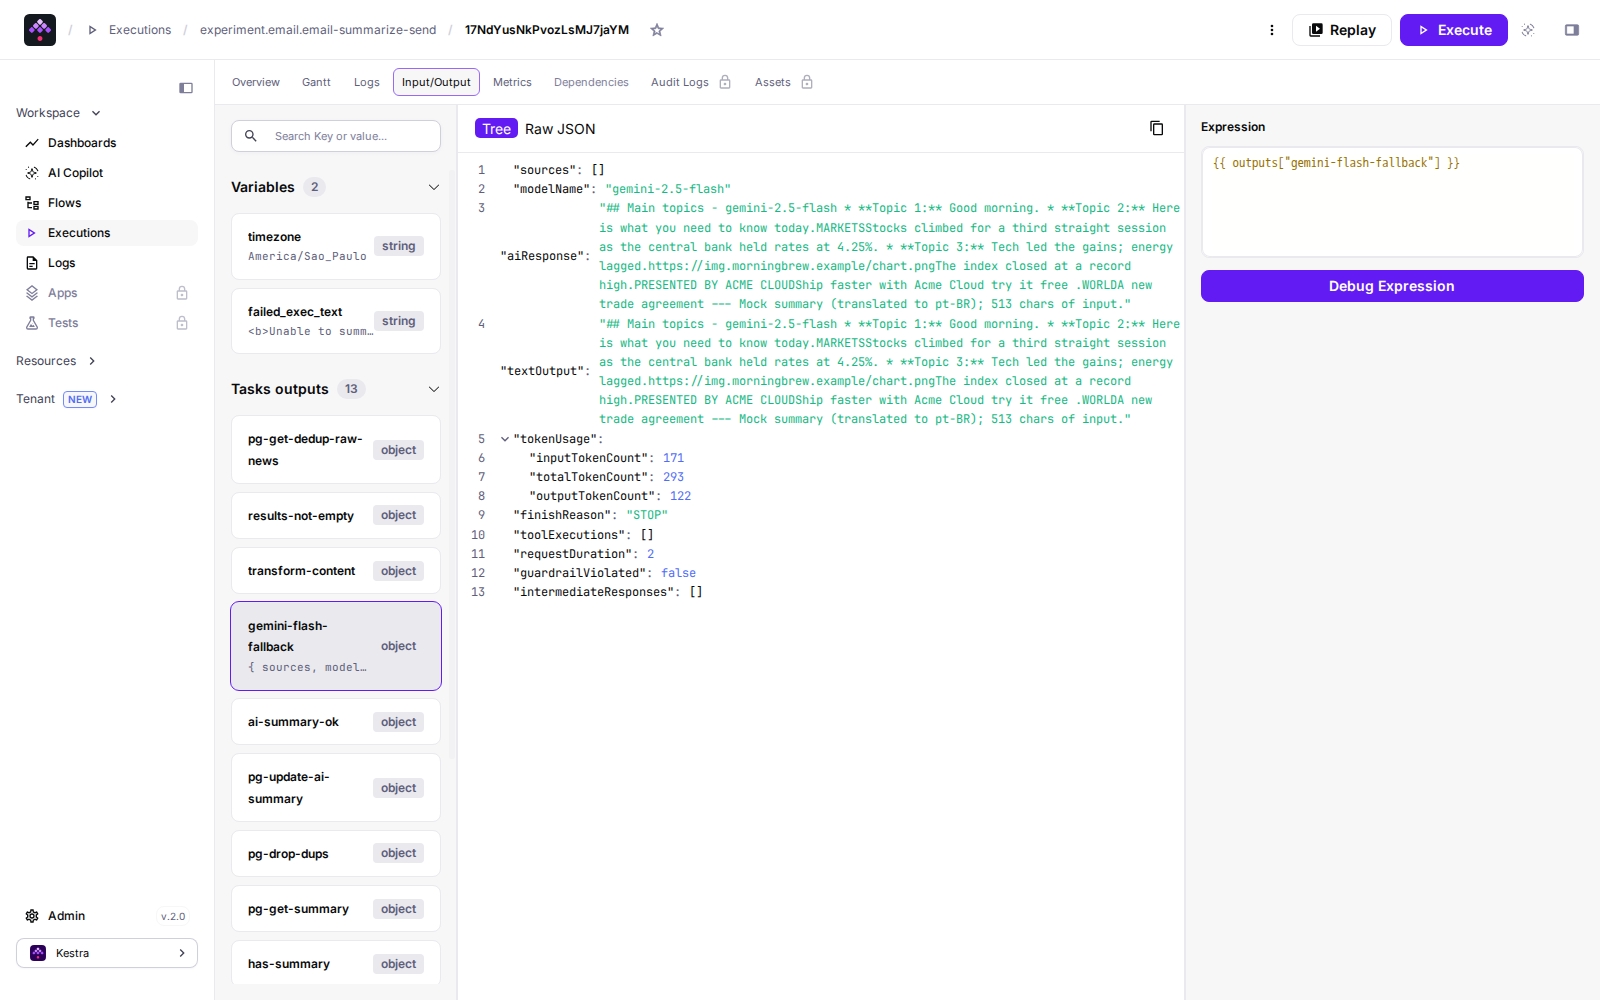 / Executions / experiment.email.email-summarize-send / 17NdYusNkPvozLsMJ7jaYM
Replay
Execute
Overview Gantt Logs Input/Output Metrics Dependencies Audit Logs Assets
Workspace
Dashboards
AI Copilot
Flows
Executions
Logs
Apps
Tests
Resources
Tenant NEW
Admin v.2.0
Kestra
Search Key or value...
Variables 2
timezone
America/Sao_Paulo
string
failed_exec_text
<b>Unable to summ…
string
Tasks outputs 13
pg-get-dedup-raw-
news
object
results-not-empty object
transform-content object
gemini-flash-
fallback
{ sources, model…
object
ai-summary-ok object
pg-update-ai-
summary
object
pg-drop-dups object
pg-get-summary object
has-summary object
Tree Raw JSON
1 "sources": []
2 "modelName": "gemini-2.5-flash"
3 "aiResponse": "## Main topics - gemini-2.5-flash * **Topic 1:** Good morning. * **Topic 2:** Here
is what you need to know today.MARKETSStocks climbed for a third straight session
as the central bank held rates at 4.25%. * **Topic 3:** Tech led the gains; energy
lagged.https://img.morningbrew.example/chart.pngThe index closed at a record
high.PRESENTED BY ACME CLOUDShip faster with Acme Cloud try it free .WORLDA new
trade agreement --- Mock summary (translated to pt-BR); 513 chars of input."
4 "textOutput": "## Main topics - gemini-2.5-flash * **Topic 1:** Good morning. * **Topic 2:** Here
is what you need to know today.MARKETSStocks climbed for a third straight session
as the central bank held rates at 4.25%. * **Topic 3:** Tech led the gains; energy
lagged.https://img.morningbrew.example/chart.pngThe index closed at a record
high.PRESENTED BY ACME CLOUDShip faster with Acme Cloud try it free .WORLDA new
trade agreement --- Mock summary (translated to pt-BR); 513 chars of input."
5 "tokenUsage":
6 "inputTokenCount": 171
7 "totalTokenCount": 293
8 "outputTokenCount": 122
9 "finishReason": "STOP"
10 "toolExecutions": []
11 "requestDuration": 2
12 "guardrailViolated": false
13 "intermediateResponses": []
Expression
{{ outputs["gemini-flash-fallback"] }}
Debug Expression